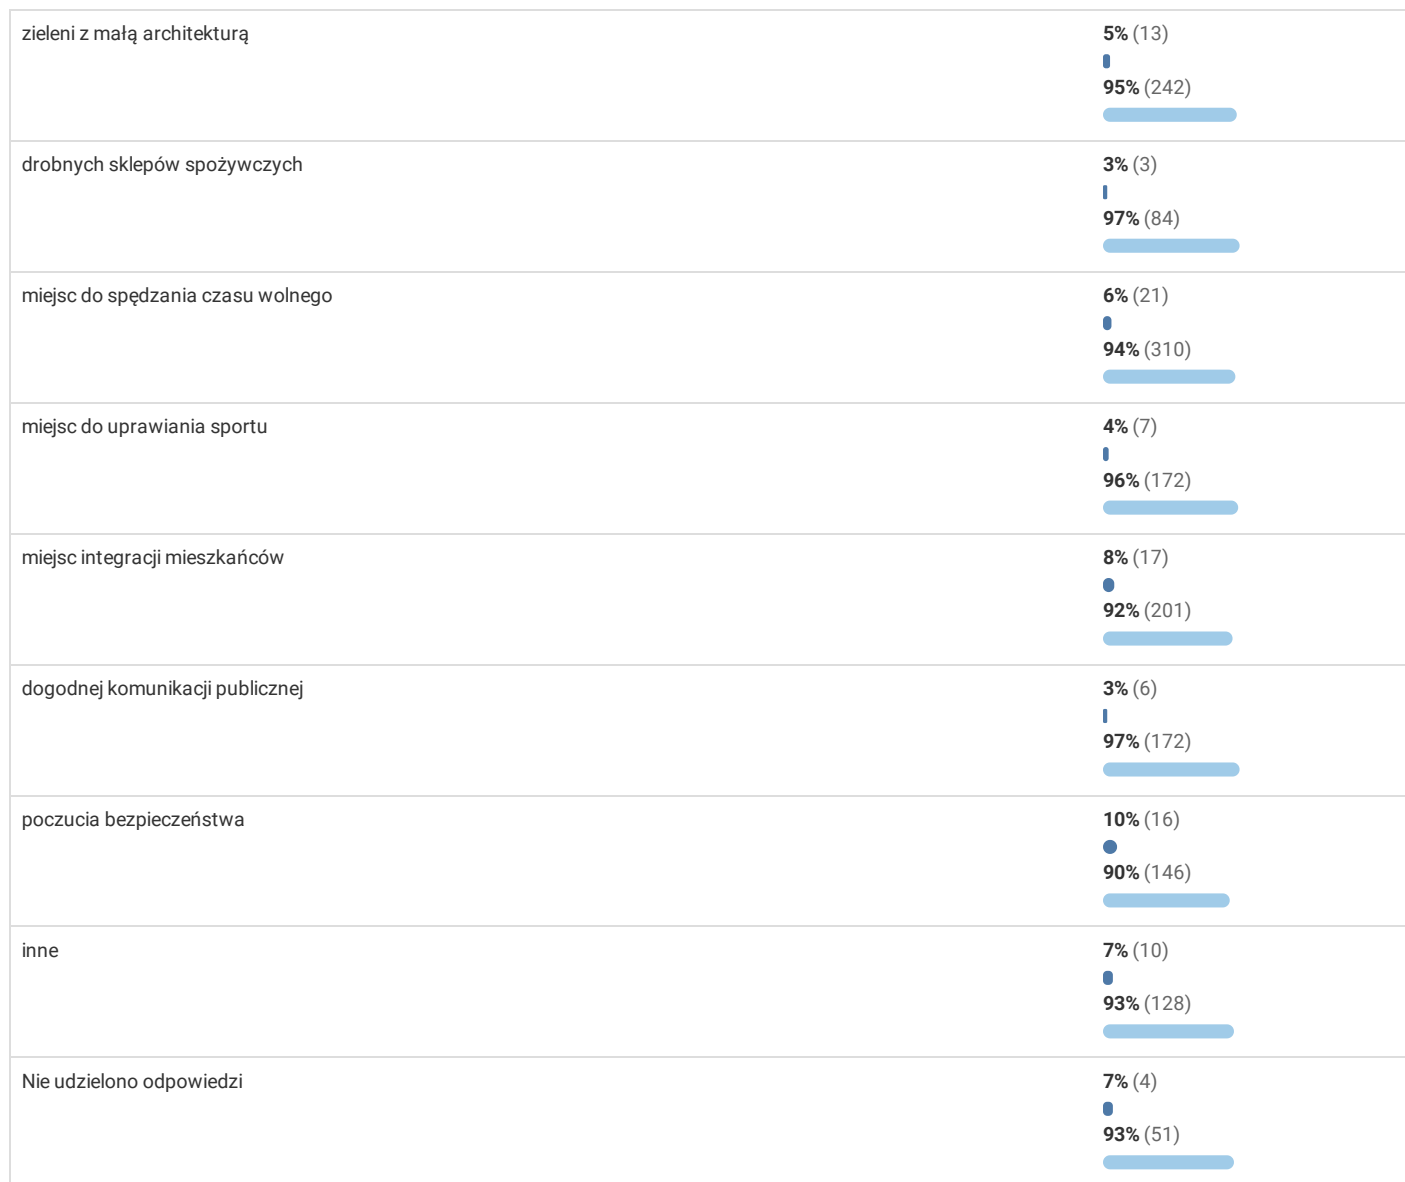 zieleni z małą architekturą
5% (13)
95% (242)
drobnych sklepów spożywczych
3% (3)
97% (84)
miejsc do spędzania czasu wolnego
6% (21)
94% (310)
miejsc do uprawiania sportu
4% (7)
96% (172)
miejsc integracji mieszkańców
8% (17)
92% (201)
dogodnej komunikacji publicznej
3% (6)
97% (172)
poczucia bezpieczeństwa
10% (16)
90% (146)
inne
7% (10)
93% (128)
Nie udzielono odpowiedzi
7% (4)
93% (51)